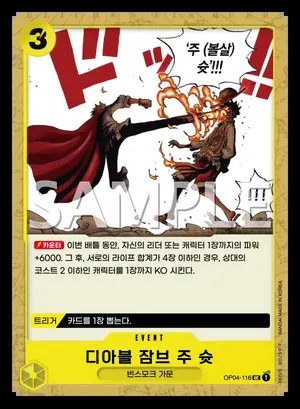 3
'주 (볼살)
슛'!!!
!!!
SAMPLE
카운터 이번 배틀 동안, 자신의 리더 또는 캐릭터 1장까지의 파워
+6000. 그 후, 서로의 라이프 합계가 4장 이하인 경우, 상대의
코스트 2 이하인 캐릭터를 1장까지 KO 시킨다.
트리거 카드를 1장 뽑는다.
EVENT
디아블 잠브 주 슛
빈스모크 가문
OP04-116 UC 1